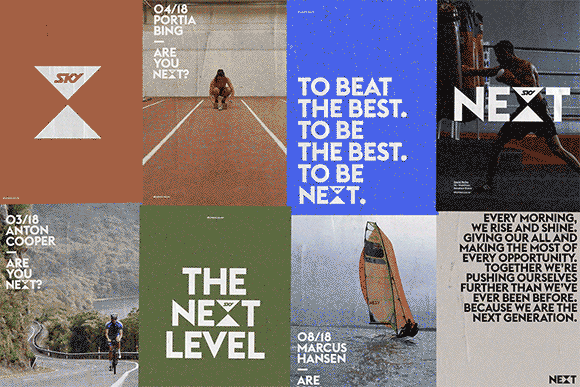 SKY
04/18
PORTIA
BING
—
ARE
YOU
NEXT?
TO BEAT
THE BEST.
TO BE
THE BEST.
TO BE
NEXT.
SKY
NEXT
03/18
ANTON
COOPER
—
ARE
YOU
NEXT?
THE
SKY
NEXT
LEVEL
08/18
MARCUS
HANSEN
—
ARE
EVERY MORNING,
WE RISE AND SHINE.
GIVING OUR ALL AND
MAKING THE MOST OF
EVERY OPPORTUNITY.
TOGETHER WE'RE
PUSHING OURSELVES
FURTHER THAN WE'VE
EVER BEEN BEFORE.
BECAUSE WE ARE THE
NEXT GENERATION.
NEXT